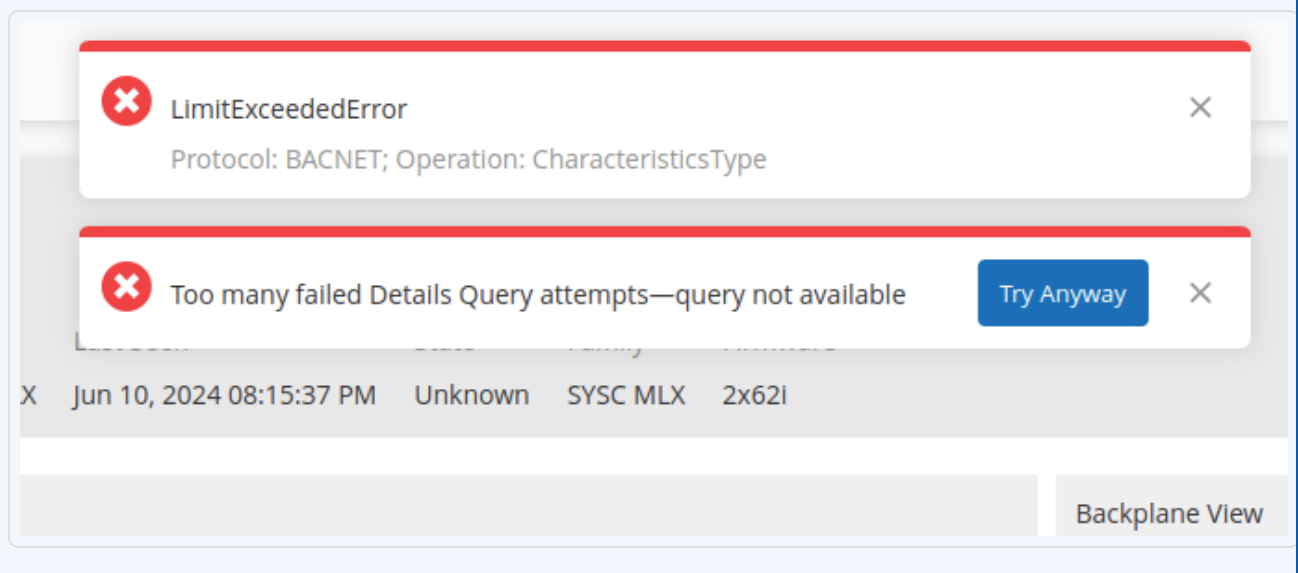 LimitExceededError
Protocol: BACNET; Operation: CharacteristicsType
Too many failed Details Query attempts—query not available Try Anyway
X Jun 10, 2024 08:15:37 PM Unknown SYSC MLX 2x62i
Backplane View